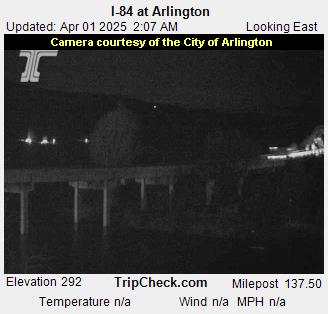 I-84 at Arlington
Updated: Apr 01 2025 2:07 AM Looking East
Camera courtesy of the City of Arlington
Elevation 292 TripCheck.com Milepost 137.50
Temperature n/a Wind n/a MPH n/a